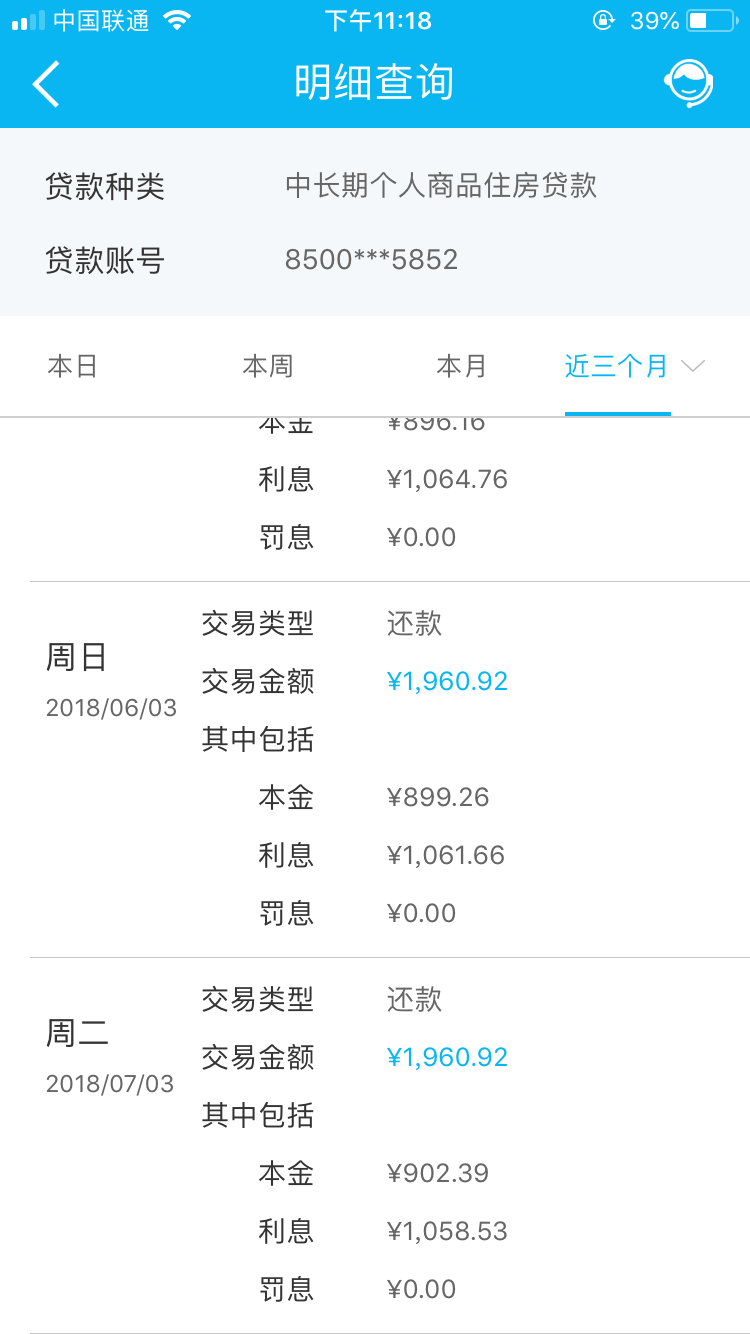 中国联通 下午11:18 39%
明细查询
贷款种类 中长期个人商品住房贷款
贷款账号 8500***5852
本日 本周 本月 近三个月
本金 ¥896.16
利息 ¥1,064.76
罚息 ¥0.00
交易类型 还款
周日
交易金额 ¥1,960.92
2018/06/03
其中包括
本金 ¥899.26
利息 ¥1,061.66
罚息 ¥0.00
交易类型 还款
周二
交易金额 ¥1,960.92
2018/07/03
其中包括
本金 ¥902.39
利息 ¥1,058.53
罚息 ¥0.00